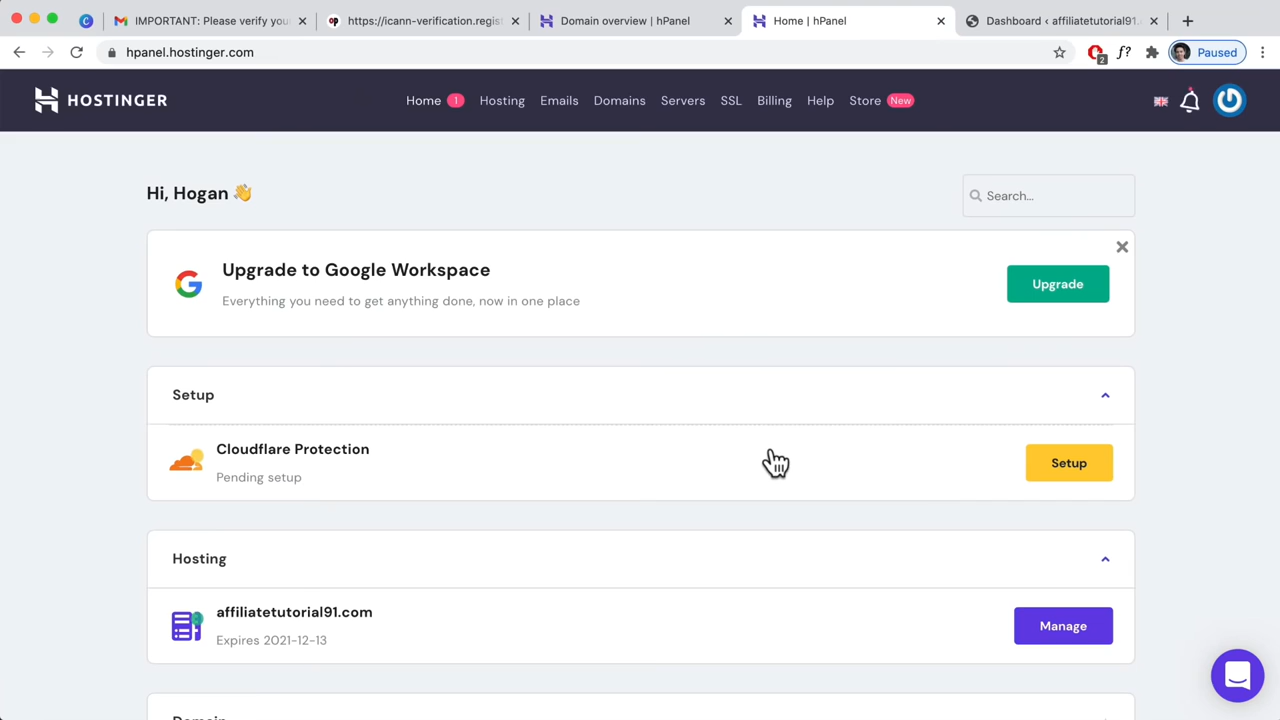 IMPORTANT: Please verify you
https://icann-verification.regist
Domain overview | hPanel
Home | hPanel
Dashboard ‹ affiliatetutorial91.c
hpanel.hostinger.com
2
f?
Paused
HOSTINGER
Home 1
Hosting
Emails
Domains
Servers
SSL
Billing
Help
Store New
Hi, Hogan 👋
Search...
Upgrade to Google Workspace
Everything you need to get anything done, now in one place
Upgrade
Setup
Cloudflare Protection
Pending setup
Setup
Hosting
affiliatetutorial91.com
Expires 2021-12-13
Manage
Domain